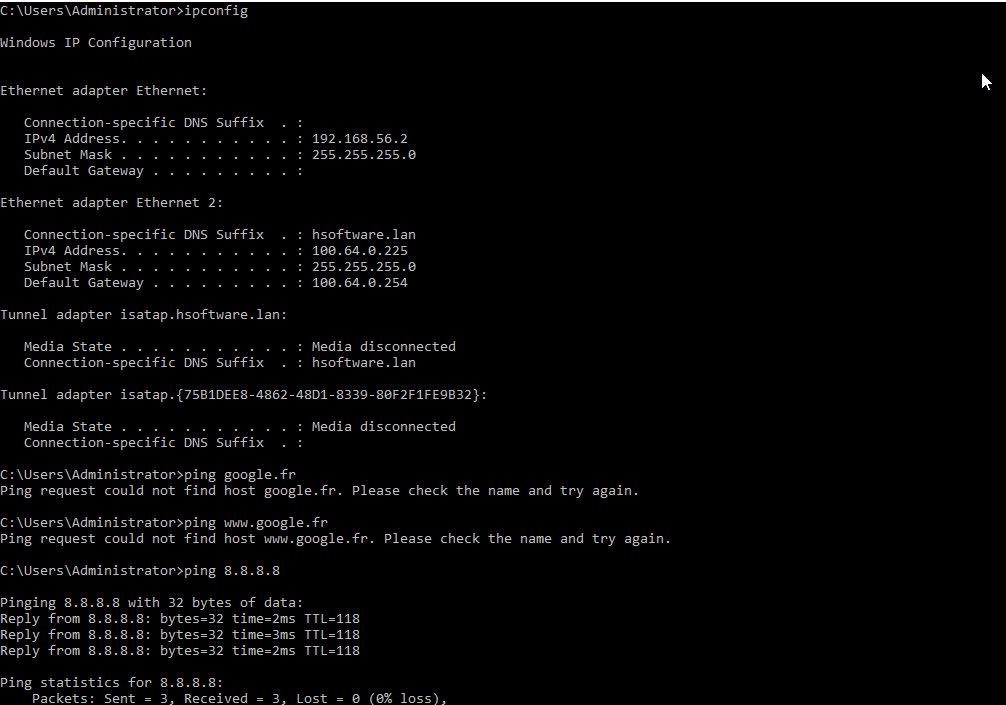 C:\Users\Administrator>ipconfig
Windows IP Configuration
Ethernet adapter Ethernet:
   Connection-specific DNS Suffix  . :
   IPv4 Address. . . . . . . . . . . : 192.168.56.2
   Subnet Mask . . . . . . . . . . . : 255.255.255.0
   Default Gateway . . . . . . . . . :
Ethernet adapter Ethernet 2:
   Connection-specific DNS Suffix  . : hsoftware.lan
   IPv4 Address. . . . . . . . . . . : 100.64.0.225
   Subnet Mask . . . . . . . . . . . : 255.255.255.0
   Default Gateway . . . . . . . . . : 100.64.0.254
Tunnel adapter isatap.hsoftware.lan:
   Media State . . . . . . . . . . . : Media disconnected
   Connection-specific DNS Suffix  . : hsoftware.lan
Tunnel adapter isatap.{75B1DEE8-4862-48D1-8339-80F2F1FE9B32}:
   Media State . . . . . . . . . . . : Media disconnected
   Connection-specific DNS Suffix  . :
C:\Users\Administrator>ping google.fr
Ping request could not find host google.fr. Please check the name and try again.
C:\Users\Administrator>ping www.google.fr
Ping request could not find host www.google.fr. Please check the name and try again.
C:\Users\Administrator>ping 8.8.8.8
Pinging 8.8.8.8 with 32 bytes of data:
Reply from 8.8.8.8: bytes=32 time=2ms TTL=118
Reply from 8.8.8.8: bytes=32 time=3ms TTL=118
Reply from 8.8.8.8: bytes=32 time=2ms TTL=118
Ping statistics for 8.8.8.8:
    Packets: Sent = 3, Received = 3, Lost = 0 (0% loss),